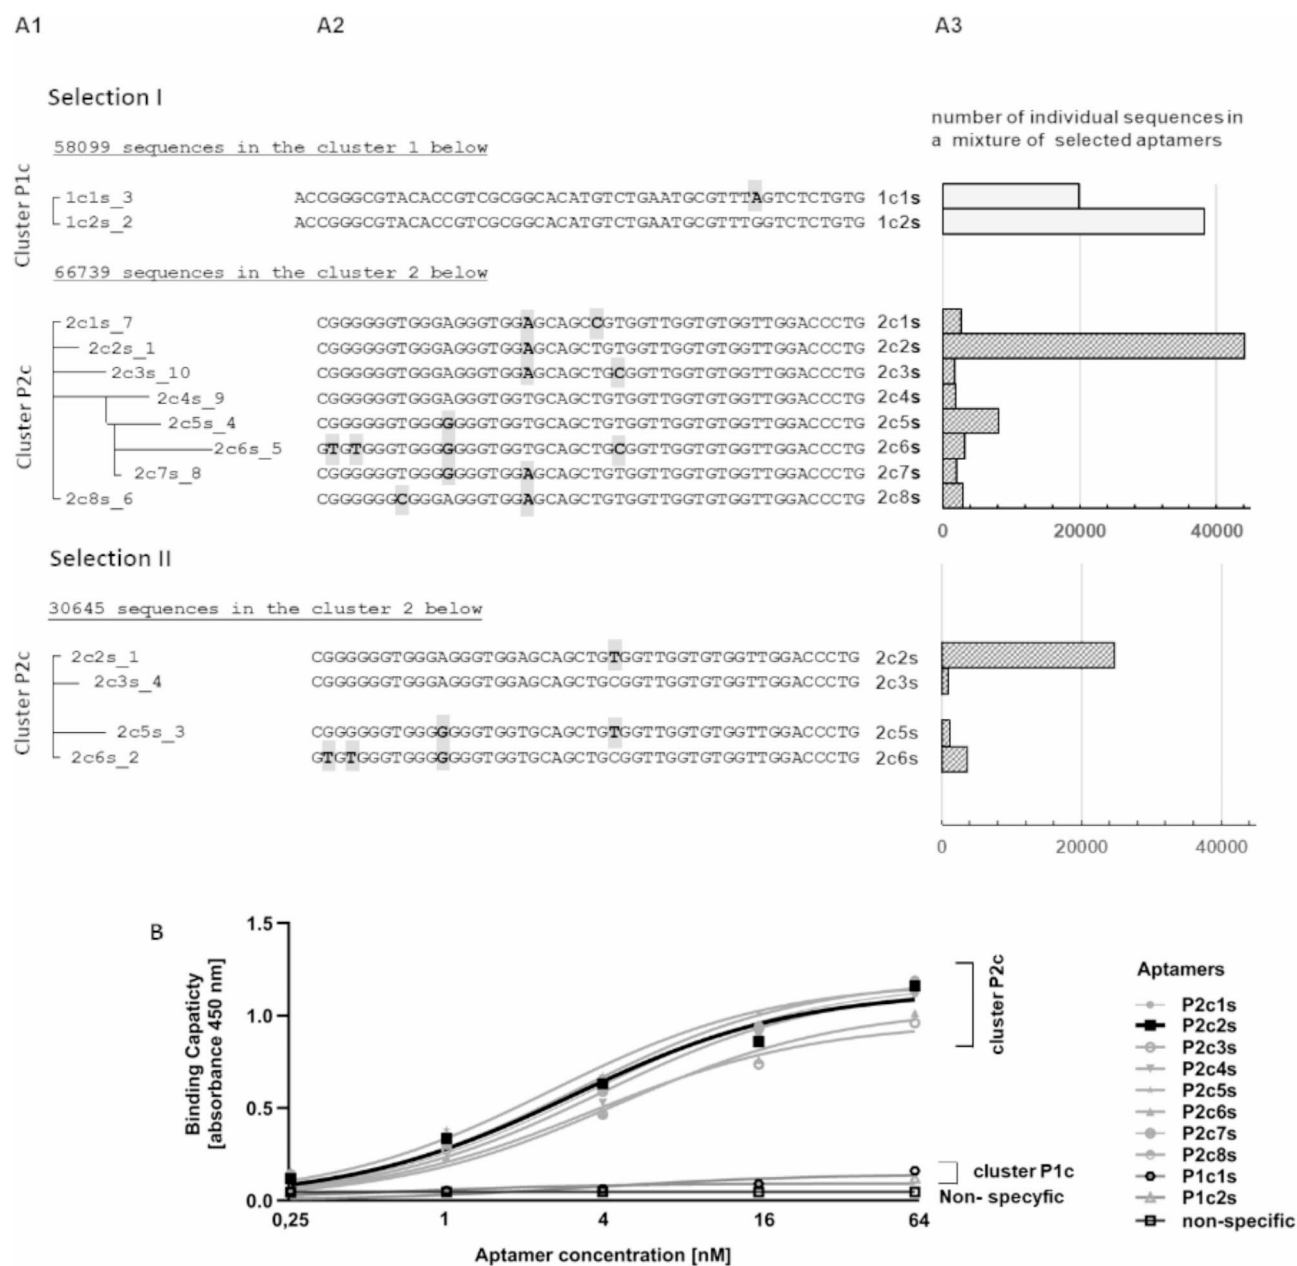 A1 A2 A3
Selection I
number of individual sequences in
a mixture of selected aptamers
58099 sequences in the cluster 1 below
Cluster P1c
1c1s_3 ACCGGGCGTACACCGTCGCGGCACATGTCTGAATGCGTTTAGTCTCTGTG 1c1s
1c2s_2 ACCGGGCGTACACCGTCGCGGCACATGTCTGAATGCGTTTGGTCTCTGTG 1c2s
66739 sequences in the cluster 2 below
Cluster P2c
2c1s_7 CGGGGGGTGGGAGGGTGGAGCAGCCGTGGTTGGTGTGGTTGGACCCTG 2c1s
2c2s_1 CGGGGGGTGGGAGGGTGGAGCAGCTGTGGTTGGTGTGGTTGGACCCTG 2c2s
2c3s_10 CGGGGGGTGGGAGGGTGGAGCAGCTGCGGTTGGTGTGGTTGGACCCTG 2c3s
2c4s_9 CGGGGGGTGGGAGGGTGGTGCAGCTGTGGTTGGTGTGGTTGGACCCTG 2c4s
2c5s_4 CGGGGGGTGGGGGGGTGGTGCAGCTGTGGTTGGTGTGGTTGGACCCTG 2c5s
2c6s_5 GTGTGGGTGGGGGGGTGGTGCAGCTGCGGTTGGTGTGGTTGGACCCTG 2c6s
2c7s_8 CGGGGGGTGGGGGGGTGGAGCAGCTGTGGTTGGTGTGGTTGGACCCTG 2c7s
2c8s_6 CGGGGGGCGGGAGGGTGGAGCAGCTGTGGTTGGTGTGGTTGGACCCTG 2c8s
0 20000 40000
Selection II
30645 sequences in the cluster 2 below
Cluster P2c
2c2s_1 CGGGGGGTGGGAGGGTGGAGCAGCTGTGGTTGGTGTGGTTGGACCCTG 2c2s
2c3s_4 CGGGGGGTGGGAGGGTGGAGCAGCTGCGGTTGGTGTGGTTGGACCCTG 2c3s
2c5s_3 CGGGGGGTGGGGGGGTGGTGCAGCTGTGGTTGGTGTGGTTGGACCCTG 2c5s
2c6s_2 GTGTGGGTGGGGGGGTGGTGCAGCTGCGGTTGGTGTGGTTGGACCCTG 2c6s
0 20000 40000
B
Binding Capaticty
[absorbance 450 nm]
1.5
1.0
0.5
0.0
0,25 1 4 16 64
Aptamer concentration [nM]
cluster P2c
cluster P1c
Non- specyfic
Aptamers
P2c1s
P2c2s
P2c3s
P2c4s
P2c5s
P2c6s
P2c7s
P2c8s
P1c1s
P1c2s
non-specific